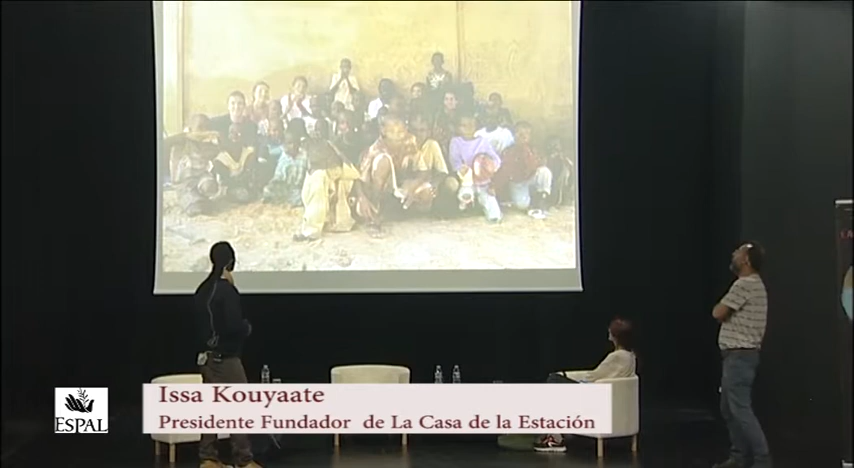 Issa Kouyaate
Presidente Fundador de La Casa de la Estación
ESPAL